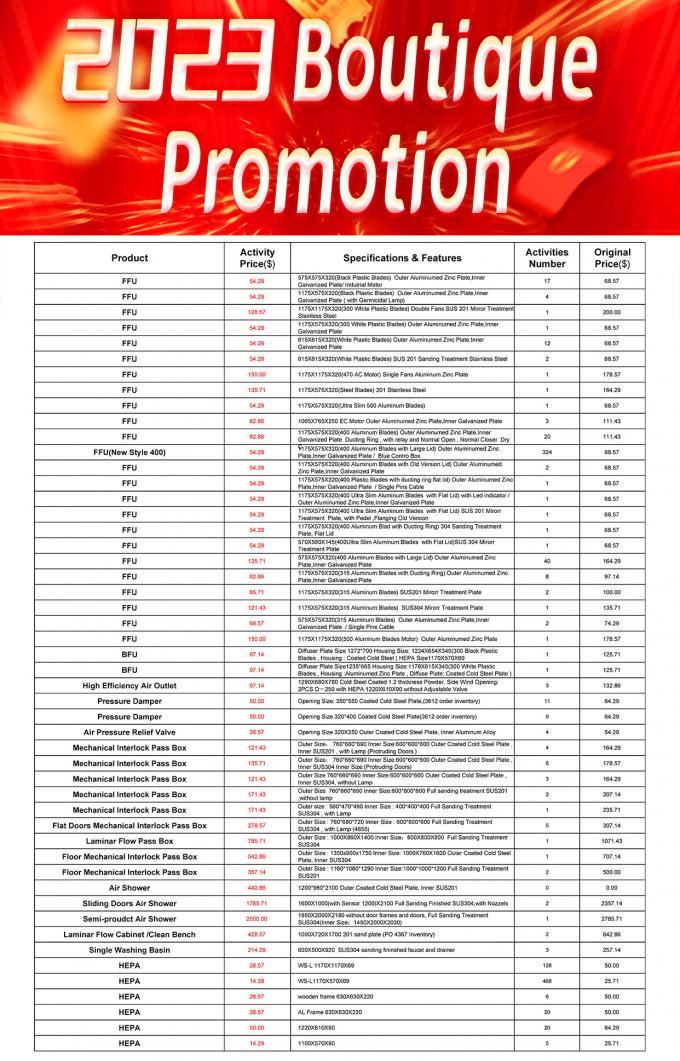 2023 Boutique
Promotion
Product Activity Price($) Specifications & Features Activities Number Original Price($)
FFU 54.29 575X575X320(Black Plastic Blades) Outer Aluminumed Zinc Plate,Inner Galvanized Plate/ Indutrial Motor 17 68.57
FFU 54.29 1175X575X320(Black Plastic Blades) Outer Aluminumed Zinc Plate,Inner Galvanized Plate ( with Germicidal Lamp) 4 68.57
FFU 128.57 1175X1175X320(300 White Plastic Blades) Double Fans SUS 201 Mirror Treatment Stainless Steel 1 200.00
FFU 54.29 1175X575X320(300 White Plastic Blades) Outer Aluminumed Zinc Plate,Inner Galvanized Plate 1 68.57
FFU 54.29 615X615X320(White Plastic Blades) Outer Aluminumed Zinc Plate,Inner Galvanized Plate 12 68.57
FFU 54.29 615X615X320(White Plastic Blades) SUS 201 Sanding Treatment Stainless Steel 2 68.57
FFU 150.00 1175X1175X320(470 AC Motor) Single Fans Aluminum Zinc Plate 1 178.57
FFU 135.71 1175X575X320(Steel Blades) 201 Stainless Steel 1 164.29
FFU 54.29 1175X575X320(Ultra Slim 500 Aluminum Blades) 1 68.57
FFU 82.86 1065X765X250 EC Motor Outer Aluminumed Zinc Plate,Inner Galvanized Plate 3 111.43
FFU 82.86 1175X575X320(400 Aluminum Blades) Outer Aluminumed Zinc Plate,Inner Galvanized Plate Ducting Ring , with relay and Normal Open , Normal Closer Dry 20 111.43
FFU(New Style 400) 54.29 1175X575X320(400 Aluminum Blades with Large Lid) Outer Aluminumed Zinc Plate,Inner Galvanized Plate / Blue Contro Box 324 68.57
FFU 54.29 1175X575X320(400 Aluminum Blades with Old Version Lid) Outer Aluminumed Zinc Plate,Inner Galvanized Plate 2 68.57
FFU 54.29 1175X575X320(400 Plastic Blades with ducting ring flat lid) Outer Aluminumed Zinc Plate,Inner Galvanized Plate / Single Pins Cable 1 68.57
FFU 54.29 1175X575X320(400 Ultra Slim Aluminum Blades with Flat Lid) with Led indicator / Outer Aluminumed Zinc Plate,Inner Galvanized Plate 1 68.57
FFU 54.29 1175X575X320(400 Ultra Slim Aluminum Blades with Flat Lid) SUS 201 Mirorr Treatment Plate, with Pedel ,Flanging Old Version 1 68.57
FFU 54.29 1175X575X320(400 Aluminum Blad with Ducting Ring) 304 Sanding Treatment Plate, Flat Lid 1 68.57
FFU 54.29 570X560X145(400Ultra Slim Aluminum Blades with Flat Lid)SUS 304 Mirorr Treatment Plate 1 68.57
FFU 135.71 575X575X320(400 Aluminum Blades with Large Lid) Outer Aluminumed Zinc Plate,Inner Galvanized Plate 40 164.29
FFU 82.86 1175X575X320(315 Aluminum Blades with Ducting Ring) Outer Aluminumed Zinc Plate,Inner Galvanized Plate 8 97.14
FFU 85.71 1175X575X320(315 Aluminum Blades) SUS201 Mirorr Treatment Plate 2 100.00
FFU 121.43 1175X575X320(315 Aluminum Blades) SUS304 Mirorr Treatment Plate 1 135.71
FFU 68.57 575X575X320(315 Aluminum Blades) Outer Aluminumed Zinc Plate,Inner Galvanized Plate / Single Pins Cable 2 74.29
FFU 150.00 1175X1175X320(500 Aluminum Blades Motor) Outer Aluminumed Zinc Plate 1 178.57
BFU 97.14 Diffuser Plate Size 1272*700 Housing Size: 1224X654X340(300 Black Plastic Blades , Housing : Coated Cold Steel ) HEPA Size1170X570X69 1 125.71
BFU 97.14 Diffuser Plate Size1235*665 Housing Size:1178X615X340(300 White Plastic Blades , Housing :Aluminumed Zinc Plate , Diffuse Plate: Coated Cold Steel Plate ) 1 125.71
High Efficiency Air Outlet 97.14 1290X680X780 Cold Steel Coated 1.2 thickness Powder, Side Wind Opening: 2PCS D=250 with HEPA 1220X610X90 without Adjustable Valve 3 132.86
Pressure Damper 50.00 Opening Size: 350*550 Coated Cold Steel Plate,(3612 order inventory) 11 64.29
Pressure Damper 50.00 Opening Size 320*400 Coated Cold Steel Plate(3612 order inventory) 9 64.29
Air Pressure Relief Valve 28.57 Opening Size 320X250 Outer Coated Cold Steel Plate, Inner Aluminum Alloy 4 54.29
Mechanical Interlock Pass Box 121.43 Outer Size: 760*660*690 Inner Size:600*600*600 Outer Coated Cold Steel Plate , Inner SUS201 , with Lamp (Protruding Doors ) 4 164.29
Mechanical Interlock Pass Box 135.71 Outer Size: 760*660*690 Inner Size:600*600*600 Outer Coated Cold Steel Plate , Inner SUS304 Inner Size:(Protruding Doors) 6 178.57
Mechanical Interlock Pass Box 121.43 Outer Size 760*660*690 Inner Size:600*600*600 Outer Coated Cold Steel Plate , Inner SUS304, without Lamp 3 164.29
Mechanical Interlock Pass Box 171.43 Outer Size 760*660*690 Inner Size:600*600*600 Full Sanding treatment SUS201 ,without lamp 2 207.14
Mechanical Interlock Pass Box 171.43 Outer size : 560*470*490 Inner Size : 400*400*400 Full Sanding Treatment SUS304 , with Lamp 1 235.71
Flat Doors Mechanical Interlock Pass Box 278.57 Outer Size : 760*680*720 Inner Size : 600*600*600 Full Sanding Treatment SUS304 , with Lamp (4655) 5 307.14
Laminar Flow Pass Box 785.71 Outer Size : 1000X860X1400 Inner Size: 800X800X800 Full Sanding Treatment SUS304 1 1071.43
Floor Mechanical Interlock Pass Box 542.86 Outer Size : 1350x900x1750 Inner Size: 1000X760X1600 Outer Coated Cold Steel Plate, Inner SUS304 1 707.14
Floor Mechanical Interlock Pass Box 357.14 Outer Size : 1160*1080*1290 Inner Size:1000*1000*1200 Full Sanding Treatment SUS201 2 500.00
Air Shower 442.86 1200*980*2100 Outer Coated Cold Steel Plate, Inner SUS201 0 0.00
Sliding Doors Air Shower 1785.71 1600X1000(with Sensor 1200)X2100 Full Sanding Finished SUS304,with Nozzels 2 2357.14
Semi-proudct Air Shower 2500.00 1950X2000X2180 without door frames and doors, Full Sanding Treatment SUS304(Inner Size: 1450X2000X2030) 1 2785.71
Laminar Flow Cabinet /Clean Bench 428.57 1000X720X1700 201 sand plate (PO 4367 Inventory) 2 642.86
Single Washing Basin 214.29 600X500X920 SUS304 sanding fininshed faucet and drainer 3 257.14
HEPA 28.57 WS-L 1170X1170X69 128 50.00
HEPA 14.29 WS-L1170X570X69 468 25.71
HEPA 28.57 wooden frame 630X630X220 6 50.00
HEPA 28.57 AL Frame 630X630X220 20 50.00
HEPA 50.00 1220X610X90 20 64.29
HEPA 14.29 1100X570X90 5 25.71